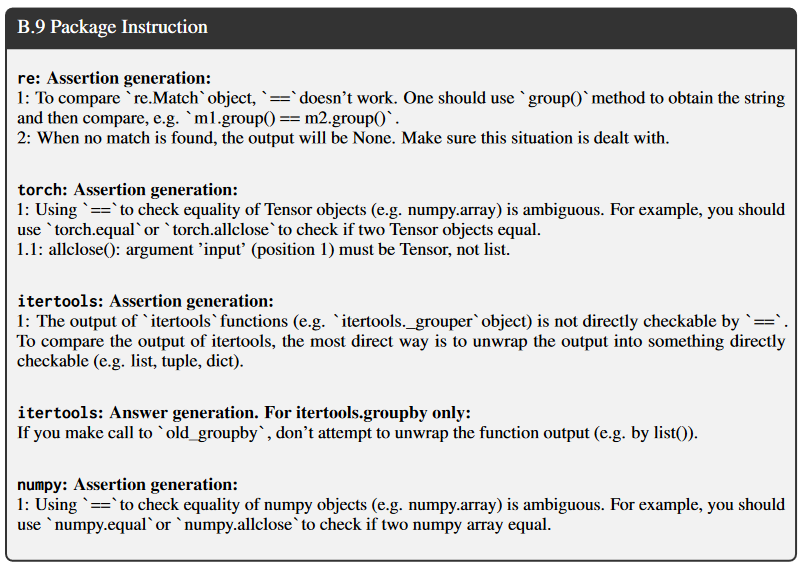 B.9 Package Instruction
re: Assertion generation:
1: To compare `re.Match` object, `==` doesn't work. One should use `group()` method to obtain the string
and then compare, e.g. `m1.group() == m2.group()`.
2: When no match is found, the output will be None. Make sure this situation is dealt with.
torch: Assertion generation:
1: Using `==` to check equality of Tensor objects (e.g. numpy.array) is ambiguous. For example, you should
use `torch.equal` or `torch.allclose` to check if two Tensor objects equal.
1.1: allclose(): argument 'input' (position 1) must be Tensor, not list.
itertools: Assertion generation:
1: The output of `itertools` functions (e.g. `itertools._grouper` object) is not directly checkable by `==`.
To compare the output of itertools, the most direct way is to unwrap the output into something directly
checkable (e.g. list, tuple, dict).
itertools: Answer generation. For itertools.groupby only:
If you make call to `old_groupby`, don't attempt to unwrap the function output (e.g. by list()).
numpy: Assertion generation:
1: Using `==` to check equality of numpy objects (e.g. numpy.array) is ambiguous. For example, you should
use `numpy.equal` or `numpy.allclose` to check if two numpy array equal.